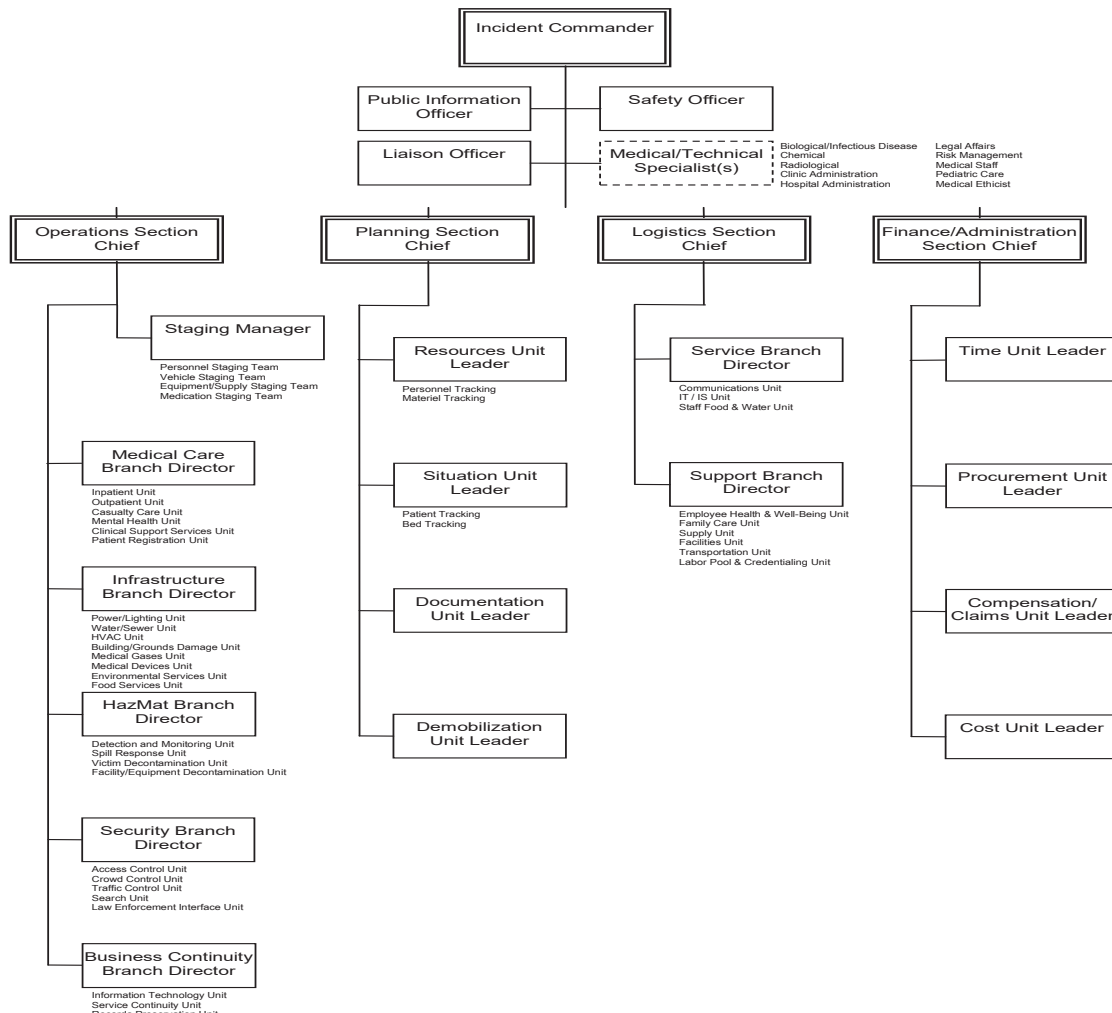 Incident Commander
Public Information
Officer
Safety Officer
Liaison Officer
Medical/Technical
Specialist(s)
Biological/Infectious Disease
Chemical
Radiological
Clinic Administration
Hospital Administration
Legal Affairs
Risk Management
Medical Staff
Pediatric Care
Medical Ethicist
Operations Section
Chief
Staging Manager
Personnel Staging Team
Vehicle Staging Team
Equipment/Supply Staging Team
Medication Staging Team
Medical Care
Branch Director
Inpatient Unit
Outpatient Unit
Casualty Care Unit
Mental Health Unit
Clinical Support Services Unit
Patient Registration Unit
Infrastructure
Branch Director
Power/Lighting Unit
Water/Sewer Unit
HVAC Unit
Building/Grounds Damage Unit
Medical Gases Unit
Medical Devices Unit
Environmental Services Unit
Food Services Unit
HazMat Branch
Director
Detection and Monitoring Unit
Spill Response Unit
Victim Decontamination Unit
Facility/Equipment Decontamination Unit
Security Branch
Director
Access Control Unit
Crowd Control Unit
Traffic Control Unit
Search Unit
Law Enforcement Interface Unit
Business Continuity
Branch Director
Information Technology Unit
Service Continuity Unit
Records Preservation Unit
Planning Section
Chief
Resources Unit
Leader
Personnel Tracking
Materiel Tracking
Situation Unit
Leader
Patient Tracking
Bed Tracking
Documentation
Unit Leader
Demobilization
Unit Leader
Logistics Section
Chief
Service Branch
Director
Communications Unit
IT / IS Unit
Staff Food & Water Unit
Support Branch
Director
Employee Health & Well-Being Unit
Family Care Unit
Supply Unit
Facilities Unit
Transportation Unit
Labor Pool & Credentialing Unit
Finance/Administration
Section Chief
Time Unit Leader
Procurement Unit
Leader
Compensation/
Claims Unit Leader
Cost Unit Leader